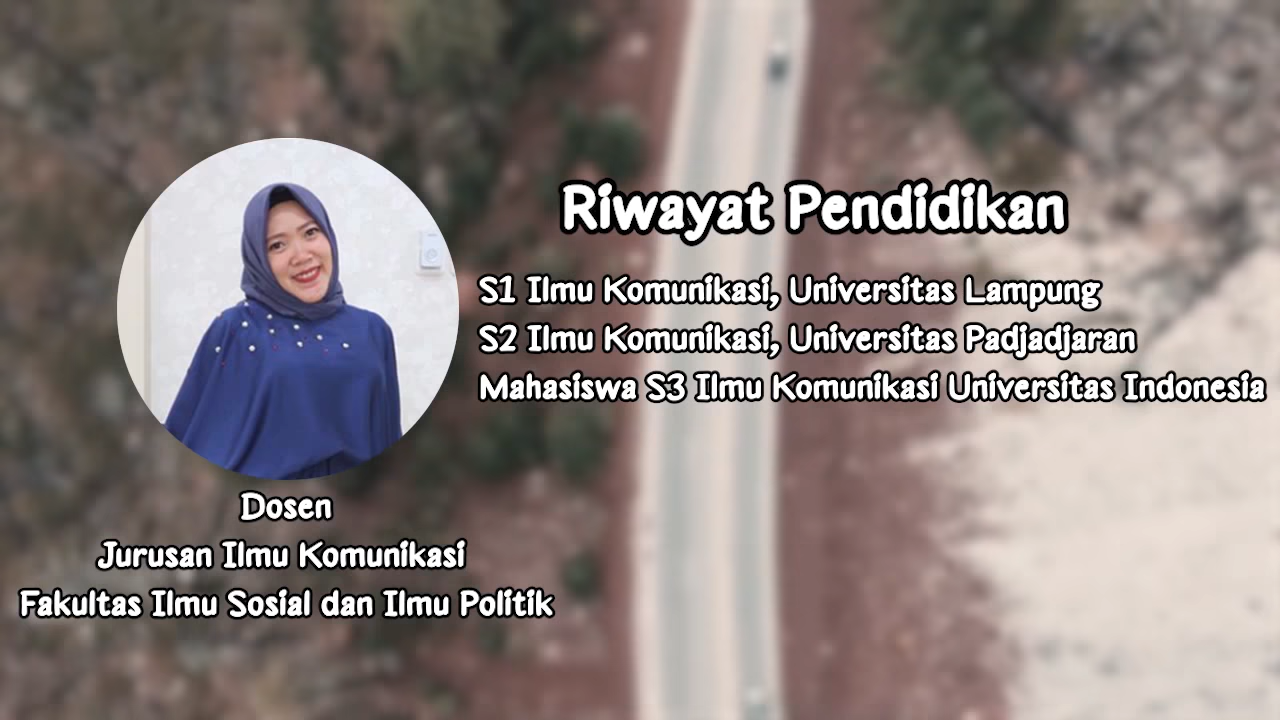 Riwayat Pendidikan
S1 Ilmu Komunikasi, Universitas Lampung
S2 Ilmu Komunikasi, Universitas Padjadjaran
Mahasiswa S3 Ilmu Komunikasi Universitas Indonesia
Dosen
Jurusan Ilmu Komunikasi
Fakultas Ilmu Sosial dan Ilmu Politik